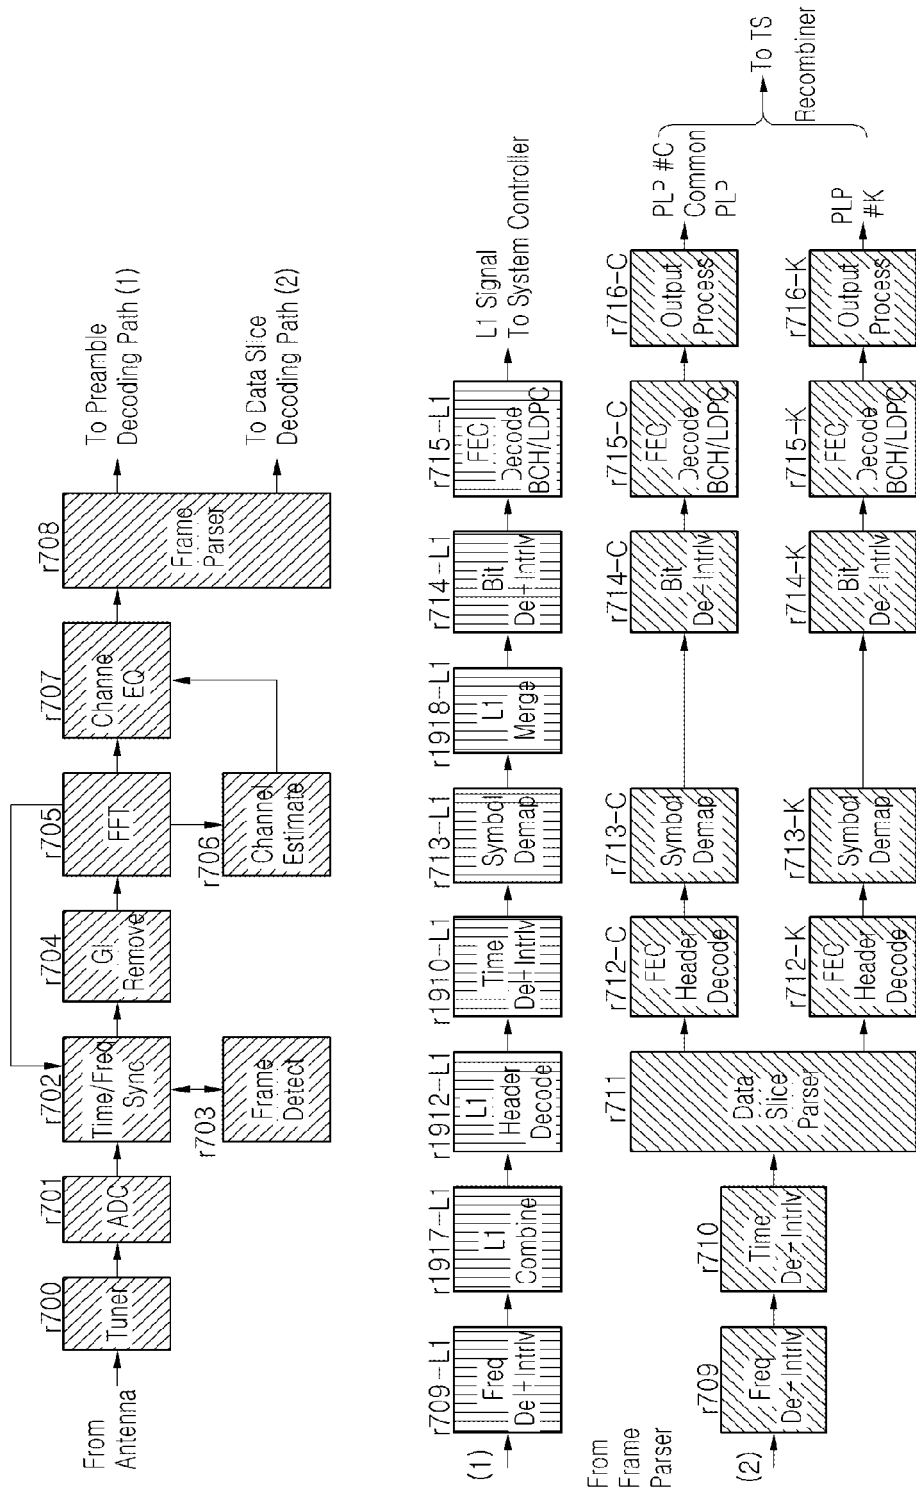 From
Antenna
r700
Tuner
r701
ADC
r702
Time/Freq
Sync
r703
Frame
Detect
r704
GI
Remove
r705
FFT
r706
Channel
Estimate
r707
Channe
EQ
r708
Frame
Parser
To Preamble
Decoding Path (1)
To Data Slice
Decoding Path (2)
(1)
r709-L1
Freq
De-Intrlv
r1917-L1
L1
Combine
r1912-L1
L1
Header
Decode
r1910-L1
Time
De-Intrlv
r713-L1
Symbol
Demap
r1918-L1
L1
Merge
r714-L1
Bit
De-Intrlv
r715-L1
FEC
Decode
BCH/LDPC
L1 Signal
To System Controller
From
Frame
Parser
(2)
r709
Freq
De-Intrlv
r710
Time
De-Intrlv
r711
Data
Slice
Parser
r712-C
FEC
Header
Decode
r713-C
Symbol
Demap
r714-C
Bit
De-Intrlv
r715-C
FEC
Decode
BCH/LDPC
r716-C
Output
Process
PLP #C
Common
PLP
r712-K
FEC
Header
Decode
r713-K
Symbol
Demap
r714-K
Bit
De-Intrlv
r715-K
FEC
Decode
BCH/LDPC
r716-K
Output
Process
PLP
#K
To TS
Recombiner